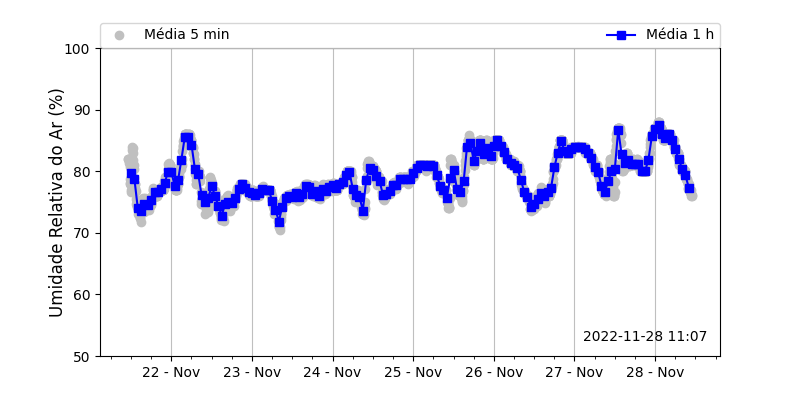 Média 5 min
Média 1 h
Umidade Relativa do Ar (%)
100
90
80
70
60
50
2022-11-28 11:07
22 - Nov
23 - Nov
24 - Nov
25 - Nov
26 - Nov
27 - Nov
28 - Nov